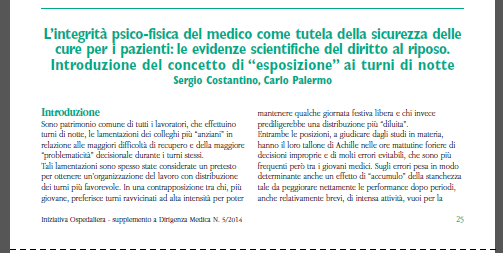 L'integrità psico-fisica del medico come tutela della sicurezza delle
cure per i pazienti: le evidenze scientifiche del diritto al riposo.
Introduzione del concetto di “esposizione” ai turni di notte
Sergio Costantino, Carlo Palermo
Introduzione
Sono patrimonio comune di tutti i lavoratori, che effettuino
turni di notte, le lamentazioni dei colleghi più “anziani” in
relazione alle maggiori difficoltà di recupero e della maggiore
“problematicità” decisionale durante i turni stessi.
Tali lamentazioni sono spesso state considerate un pretesto
per ottenere un'organizzazione del lavoro con distribuzione
dei turni più favorevole. In una contrapposizione tra chi, più
giovane, preferisce turni ravvicinati ad alta intensità per poter
mantenere qualche giornata festiva libera e chi invece
prediligerebbe una distribuzione più “diluita”.
Entrambe le posizioni, a giudicare dagli studi in materia,
hanno il loro tallone di Achille nelle ore mattutine foriere di
decisioni improprie e di molti errori evitabili, che sono più
frequenti però tra i giovani medici. Sugli errori pesa in modo
determinante anche un effetto di “accumulo” della stanchezza
tale da peggiorare nettamente le performance dopo periodi,
anche relativamente brevi, di intensa attività, vuoi per la
Iniziativa Ospedaliera - supplemento a Dirigenza Medica N. 5/2014
25